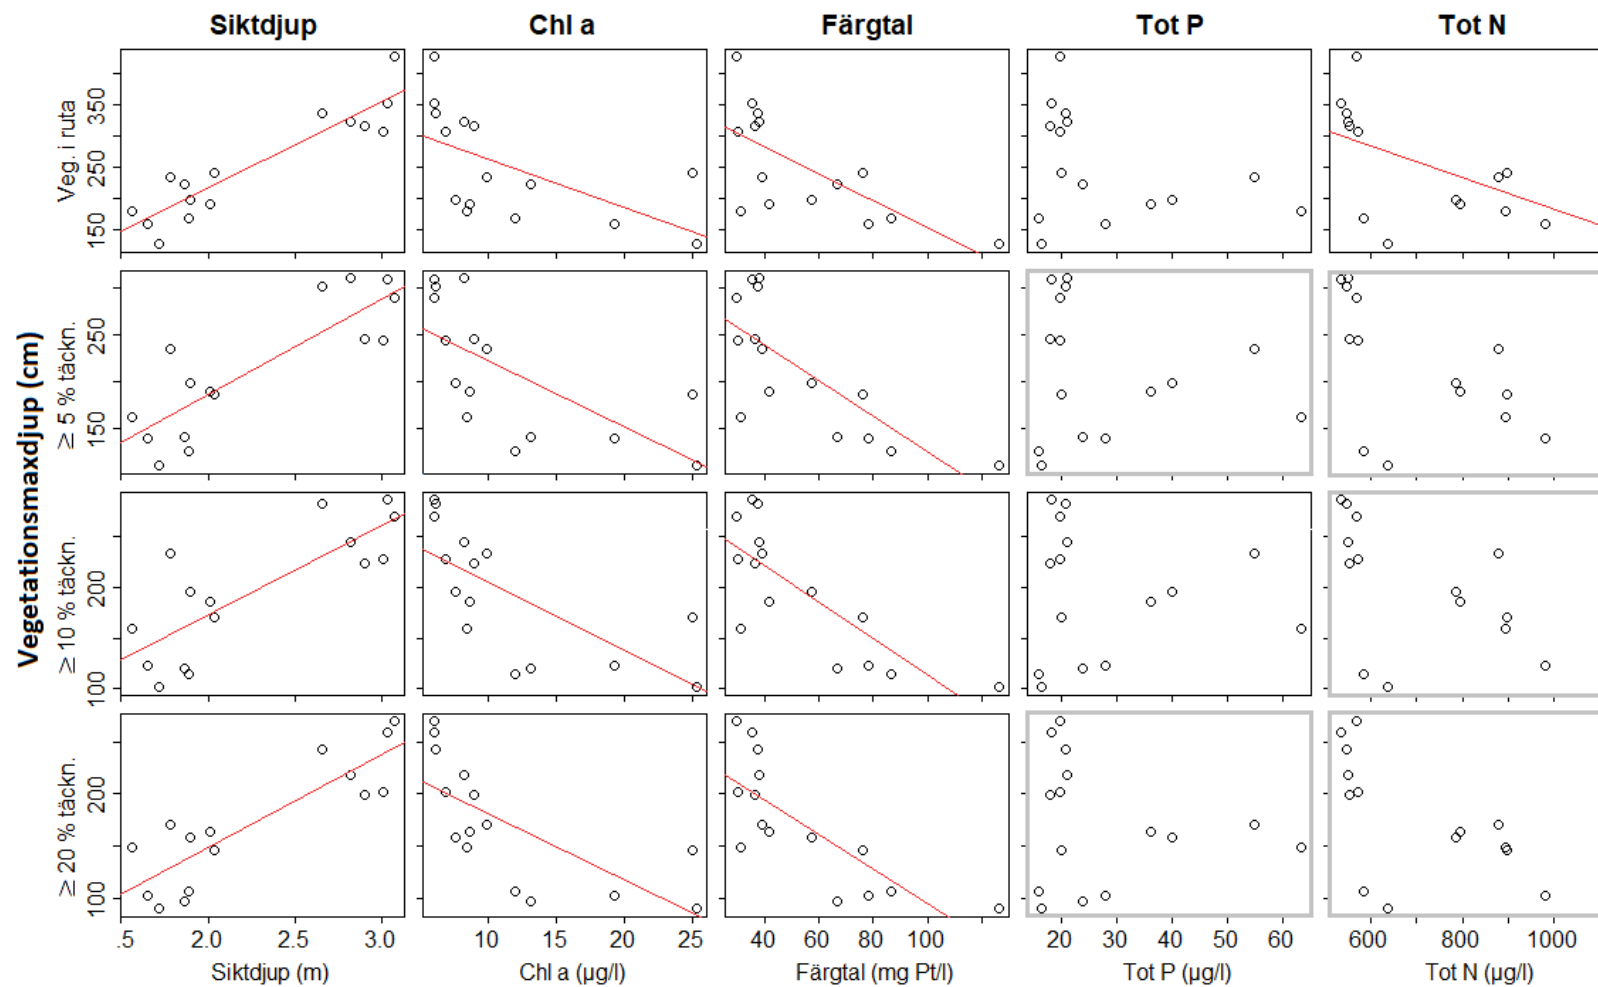 Siktdjup Chl a Färgtal Tot P Tot N
Vegetationsmaxdjup (cm)
Veg. i ruta
150 250 350
≥ 5 % täckn.
150 250
≥ 10 % täckn.
100 200
≥ 20 % täckn.
100 200
.5 2.0 2.5 3.0 10 15 20 25 40 60 80 100 20 30 40 50 60 600 800 1000
Siktdjup (m) Chl a (µg/l) Färgtal (mg Pt/l) Tot P (µg/l) Tot N (µg/l)